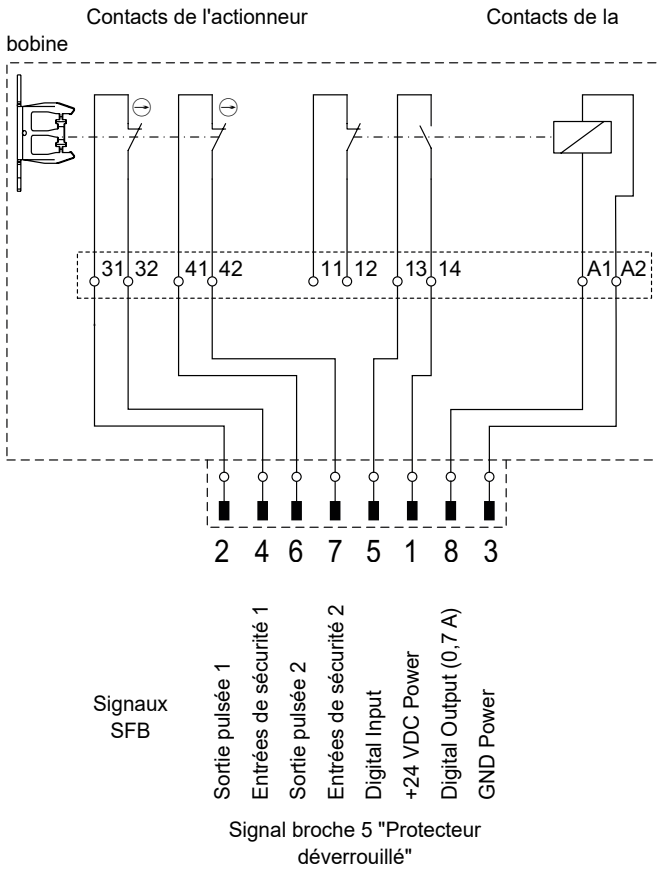 Contacts de l'actionneur
Contacts de la
bobine
31 32 41 42 11 12 13 14 A1 A2
2 4 6 7 5 1 8 3
Signaux
SFB
Sortie pulsée 1
Entrées de sécurité 1
Sortie pulsée 2
Entrées de sécurité 2
Digital Input
+24 VDC Power
Digital Output (0,7 A)
GND Power
Signal broche 5 "Protecteur
déverrouillé"